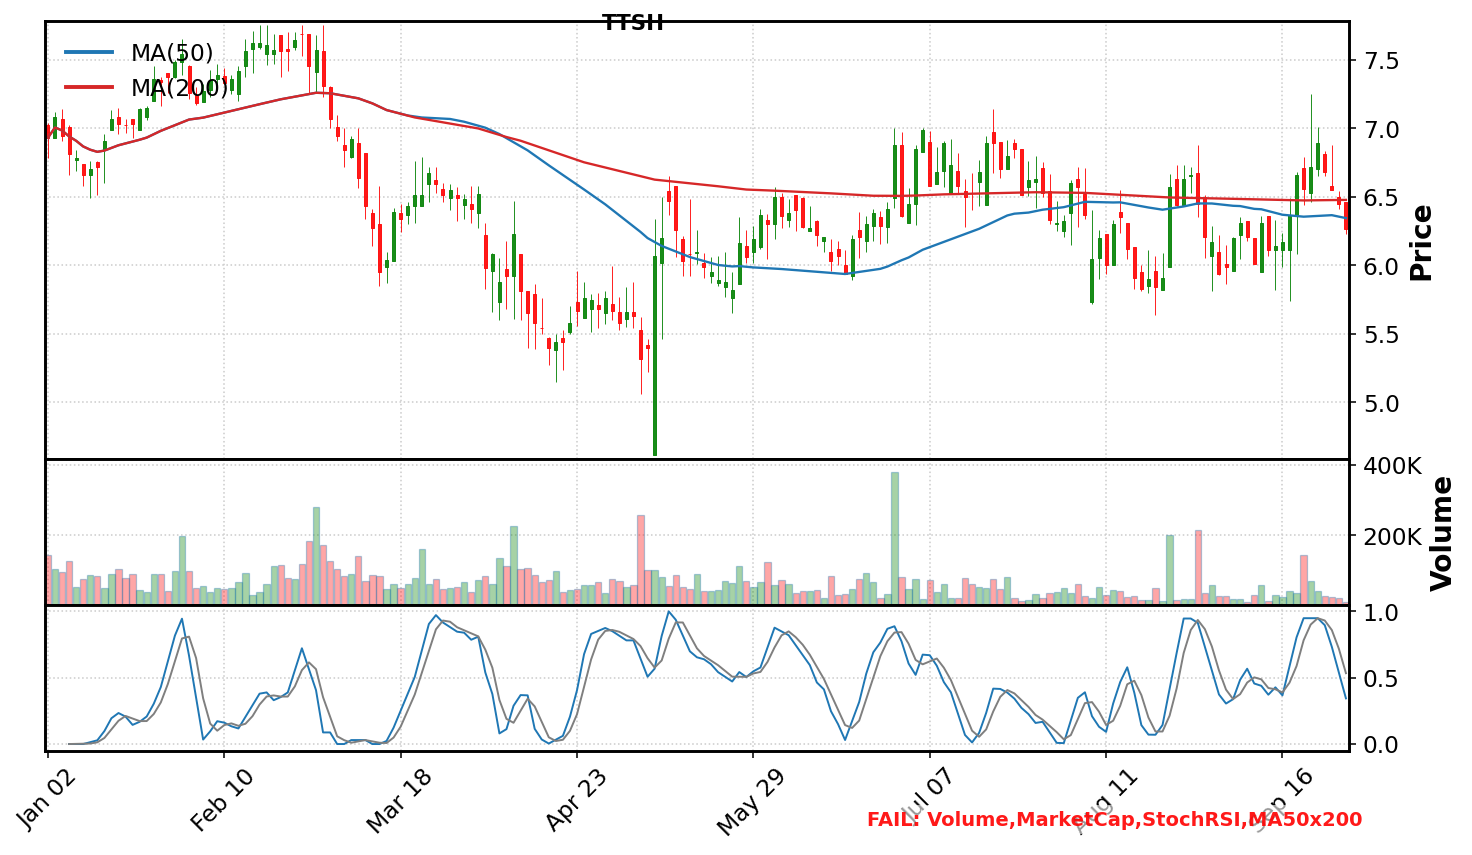 TTSH
MA(50)
MA(200)
7.5
7.0
6.5
6.0
5.5
5.0
Price
400K
200K
Volume
1.0
0.5
0.0
Jan 02
Feb 10
Mar 18
Apr 23
May 29
Jul 07
Aug 11
Sep 16
FAIL: Volume,MarketCap,StochRSI,MA50x200